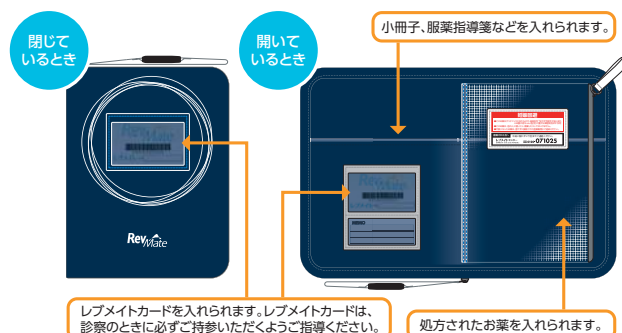 閉じて
いるとき
開いて
いるとき
小冊子、服薬指導箋などを入れられます。
RevMate
071025
レブメイトカードを入れられます。レブメイトカードは、
診察のときに必ずご持参いただくようご指導ください。
処方されたお薬を入れられます。